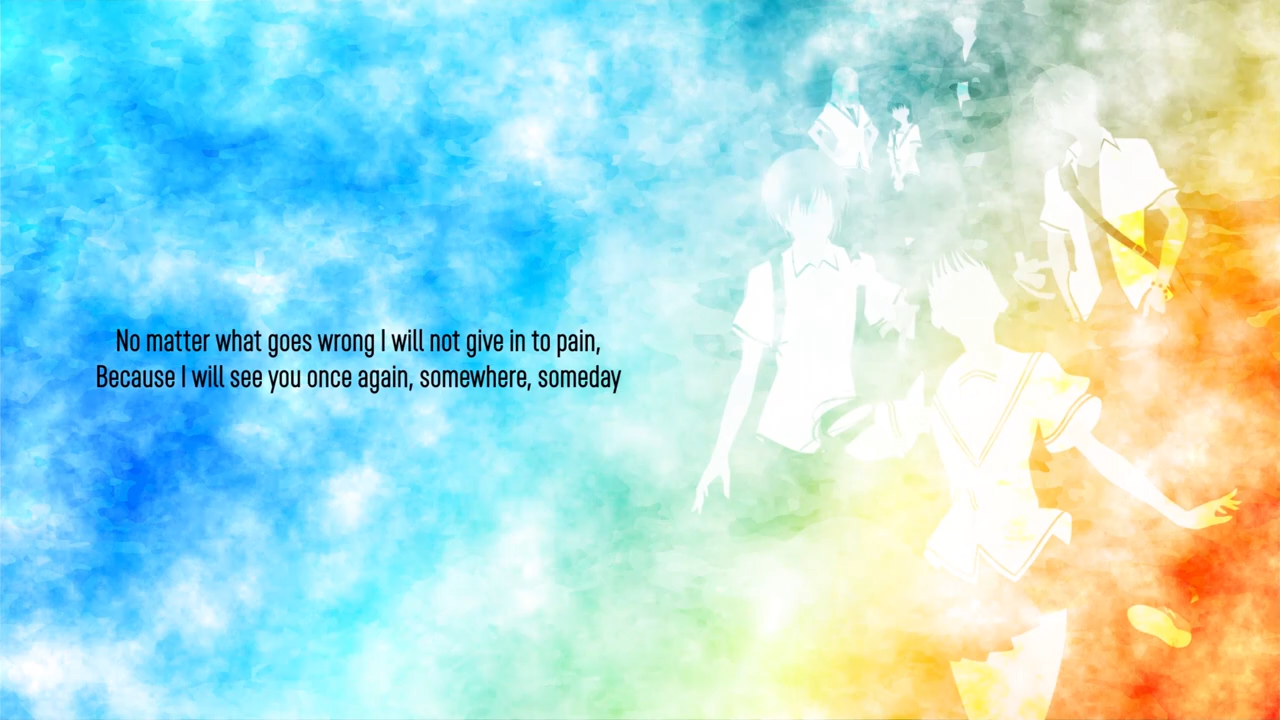 No matter what goes wrong I will not give in to pain,
Because I will see you once again, somewhere, someday